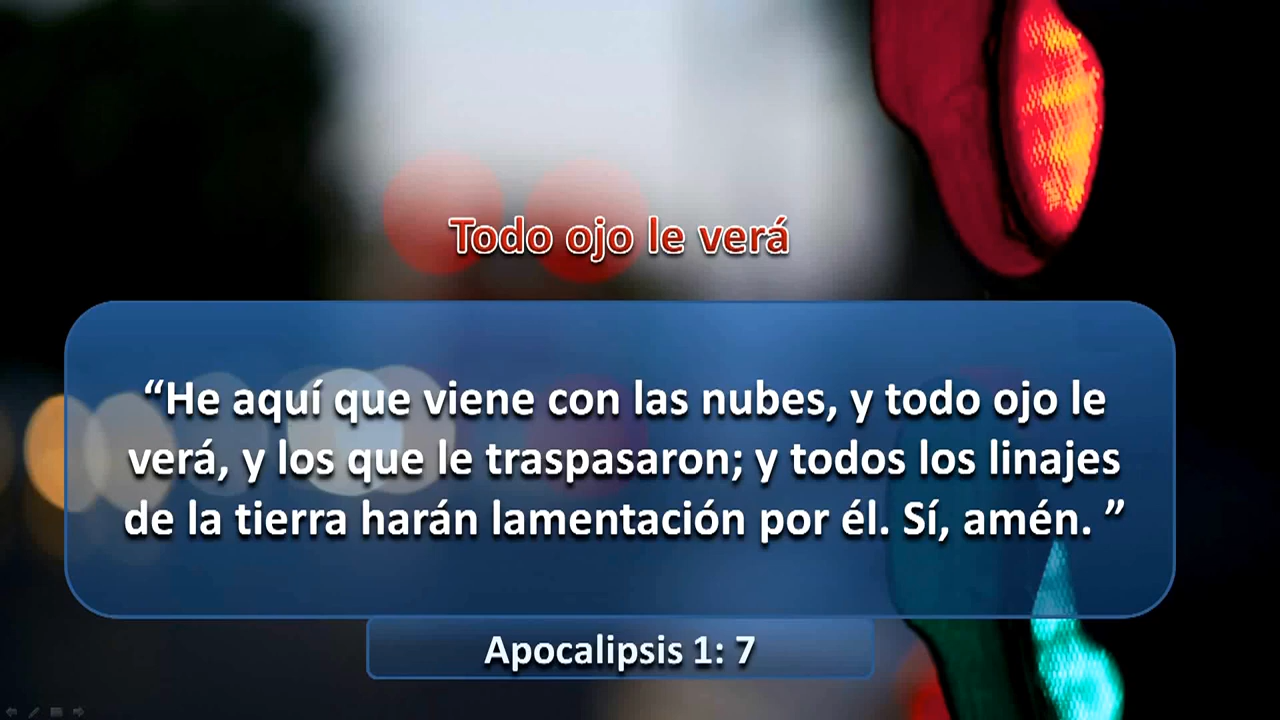 Todo ojo le verá
“He aquí que viene con las nubes, y todo ojo le
verá, y los que le traspasaron; y todos los linajes
de la tierra harán lamentación por él. Sí, amén. ”
Apocalipsis 1: 7